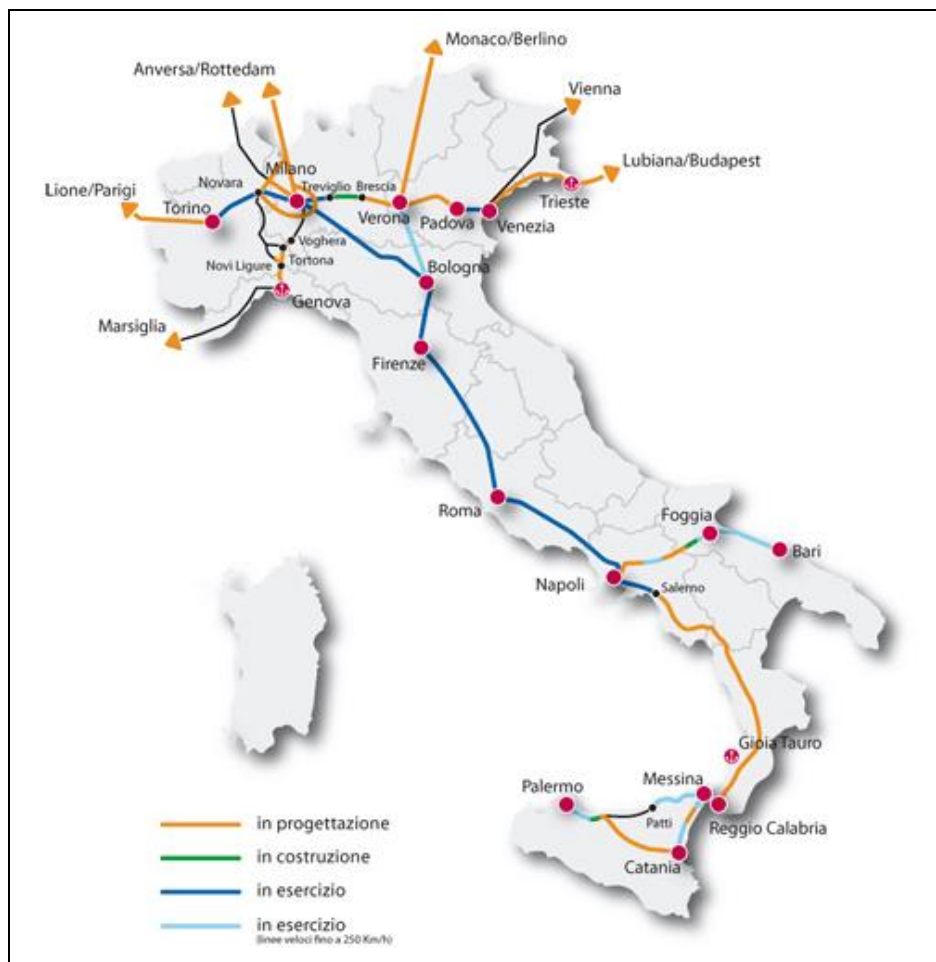 Monaco/Berlino
Anversa/Rottedam
Vienna
Lubiana/Budapest
Milano
Novara
Treviglio
Brescia
Lione/Parigi
Torino
Verona
Padova
Venezia
Trieste
Voghera
Novi Ligure
Tortona
Bologna
Genova
Marsiglia
Firenze
Roma
Foggia
Bari
Napoli
Salerno
Gioia Tauro
Messina
Palermo
Patti
Reggio Calabria
Catania
in progettazione
in costruzione
in esercizio
in esercizio
(linee veloci fino a 250 Km/h)